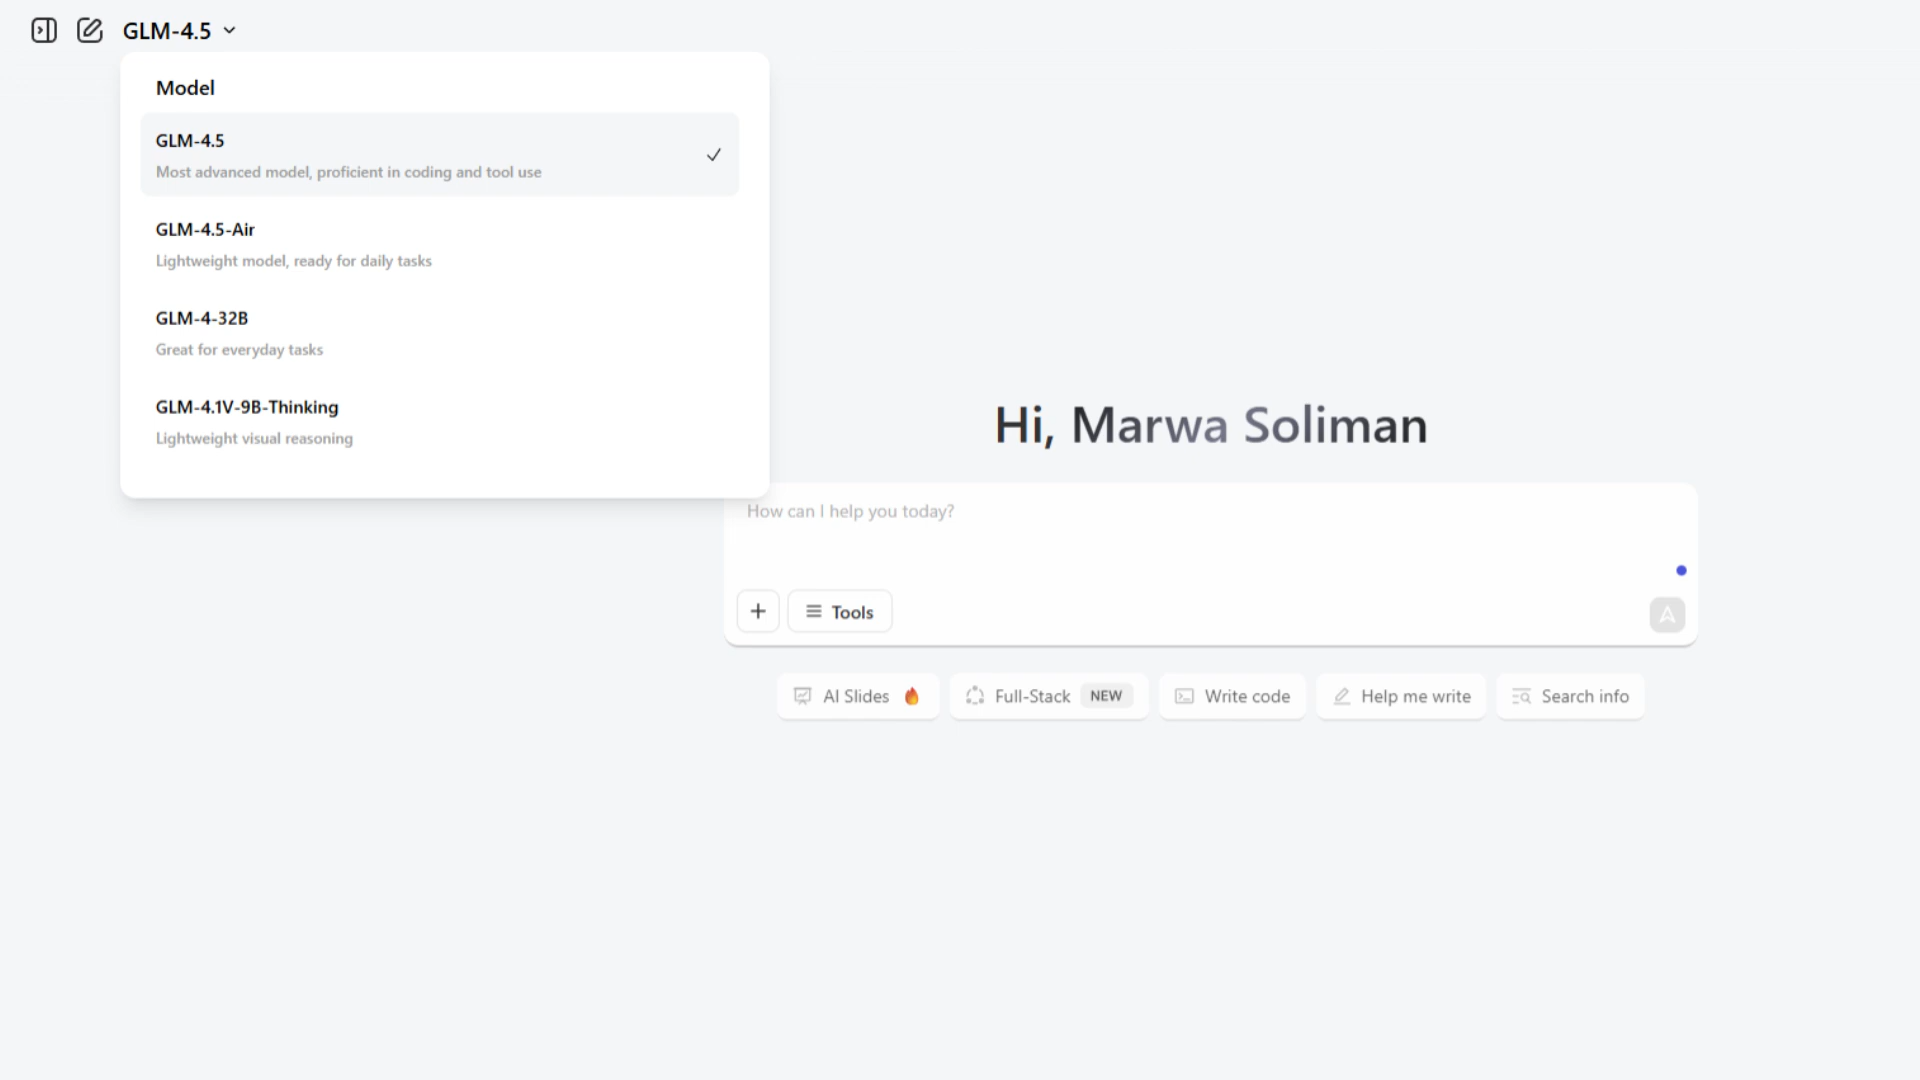 GLM-4.5
Model
GLM-4.5
Most advanced model, proficient in coding and tool use
GLM-4.5-Air
Lightweight model, ready for daily tasks
GLM-4-32B
Great for everyday tasks
GLM-4.1V-9B-Thinking
Lightweight visual reasoning
Hi, Marwa Soliman
How can I help you today?
Tools
AI Slides
Full-Stack NEW
Write code
Help me write
Search info